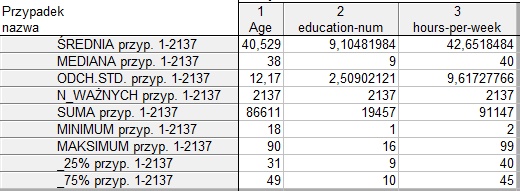 Przypadek 1 2 3
nazwa Age education-num hours-per-week
ŚREDNIA przyp. 1-2137 40,529 9,10481984 42,6518484
MEDIANA przyp. 1-2137 38 9 40
ODCH.STD. przyp. 1-2137 12,17 2,50902121 9,61727766
N_WAŻNYCH przyp. 1-2137 2137 2137 2137
SUMA przyp. 1-2137 86611 19457 91147
MINIMUM przyp. 1-2137 18 1 2
MAKSIMUM przyp. 1-2137 90 16 99
_25% przyp. 1-2137 31 9 40
_75% przyp. 1-2137 49 10 45